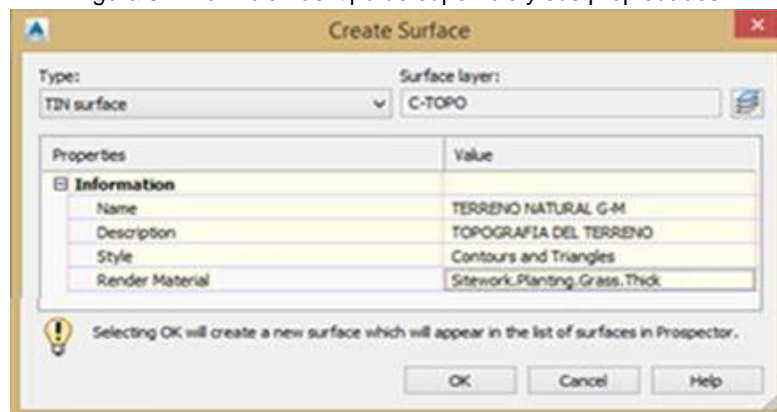 Create Surface
Type:
Surface layer:
TIN surface
C-TOPO
Properties
Value
Information
Name
TERRENO NATURAL G-M
Description
TOPOGRAFIA DEL TERRENO
Style
Contours and Triangles
Render Material
Sitework.Planting.Grass.Thick
Selecting OK will create a new surface which will appear in the list of surfaces in Prospector.
OK
Cancel
Help